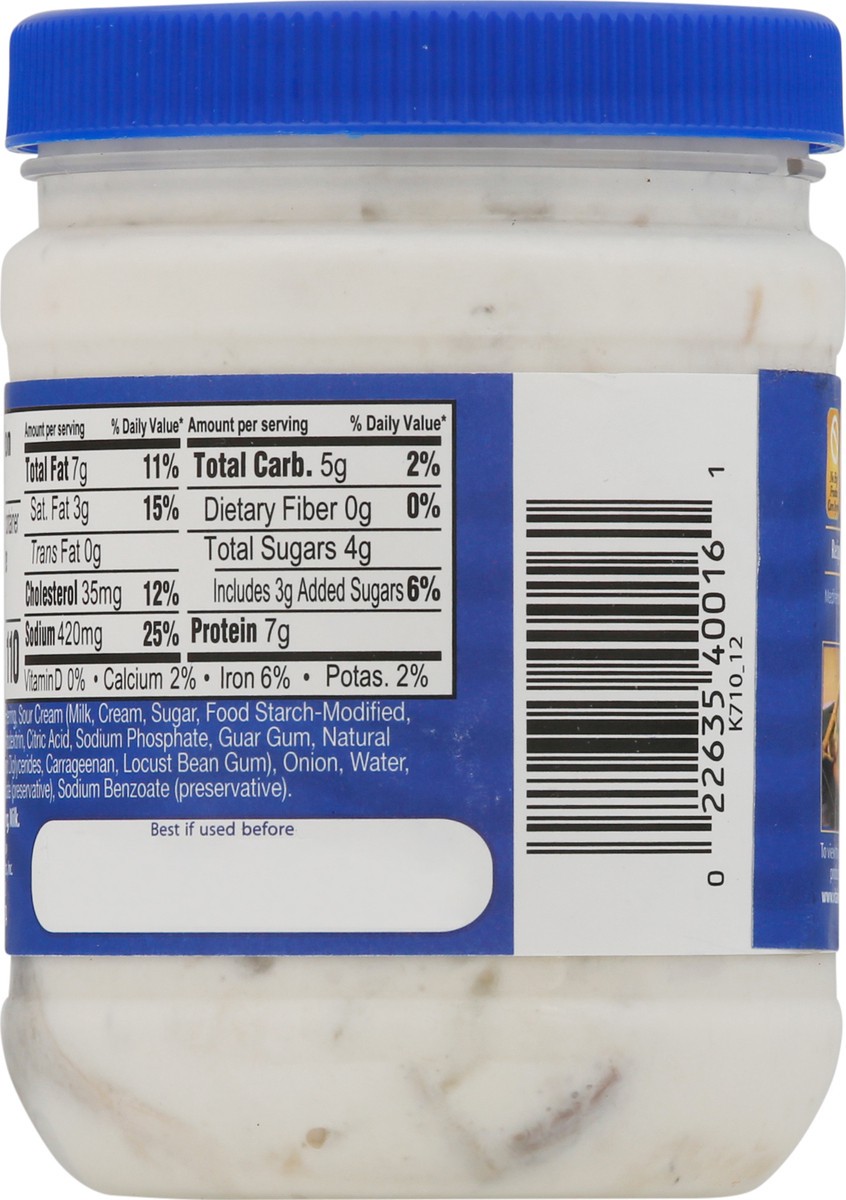 Amount per serving % Daily Value* Amount per serving % Daily Value*
Total Fat 7g 11% Total Carb. 5g 2%
Sat. Fat 3g 15% Dietary Fiber 0g 0%
Trans Fat 0g Total Sugars 4g
Cholesterol 35mg 12% Includes 3g Added Sugars 6%
Sodium 420mg 25% Protein 7g
110
Vitamin D 0% • Calcium 2% • Iron 6% • Potas. 2%
Sour Cream (Milk, Cream, Sugar, Food Starch-Modified,
Citric Acid, Sodium Phosphate, Guar Gum, Natural
Carrageenan, Locust Bean Gum), Onion, Water,
(preservative), Sodium Benzoate (preservative).
Milk.
Best if used before
0 22635 40016 1
K710_12
To view